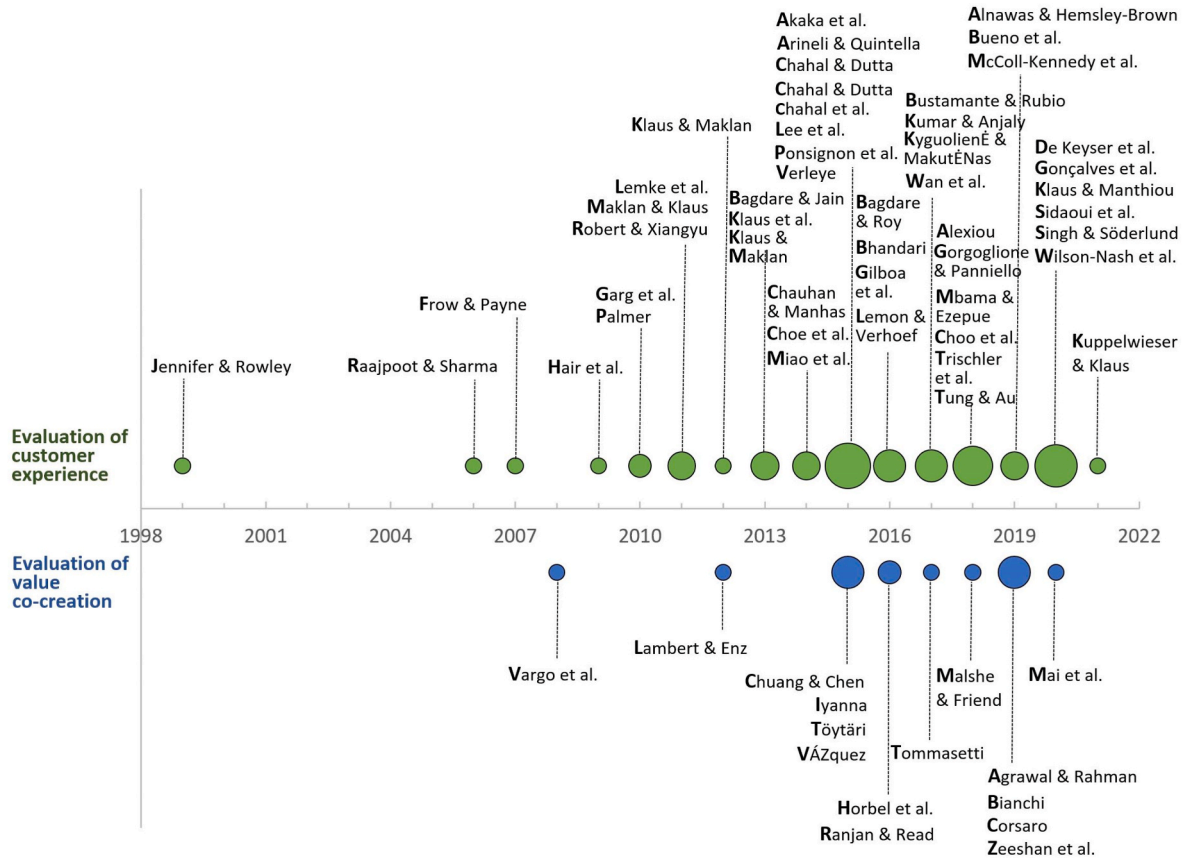 Akaka et al.
Arineli & Quintella
Chahal & Dutta
Chahal & Dutta
Chahal et al.
Lee et al.
Ponsignon et al.
Verleye
Alnawas & Hemsley-Brown
Bueno et al.
McColl-Kennedy et al.
Klaus & Maklan
Bustamante & Rubio
Kumar & Anjaly
KyguolienĖ &
MakutĖNas
Wan et al.
De Keyser et al.
Gonçalves et al.
Klaus & Manthiou
Sidaoui et al.
Singh & Söderlund
Wilson-Nash et al.
Lemke et al.
Maklan & Klaus
Robert & Xiangyu
Bagdare & Jain
Klaus et al.
Klaus &
Maklan
Bagdare
& Roy
Bhandari
Gilboa
et al.
Lemon &
Verhoef
Alexiou
Gorgoglione
& Panniello
Mbama &
Ezepue
Choo et al.
Trischler
et al.
Tung & Au
Frow & Payne
Garg et al.
Palmer
Chauhan
& Manhas
Choe et al.
Miao et al.
Jennifer & Rowley
Raajpoot & Sharma
Hair et al.
Kuppelwieser
& Klaus
Evaluation of
customer
experience
1998 2001 2004 2007 2010 2013 2016 2019 2022
Evaluation of
value
co-creation
Vargo et al.
Lambert & Enz
Chuang & Chen
Iyanna
Töytäri
VÁZquez
Horbel et al.
Ranjan & Read
Tommasetti
Malshe
& Friend
Agrawal & Rahman
Bianchi
Corsaro
Zeeshan et al.
Mai et al.